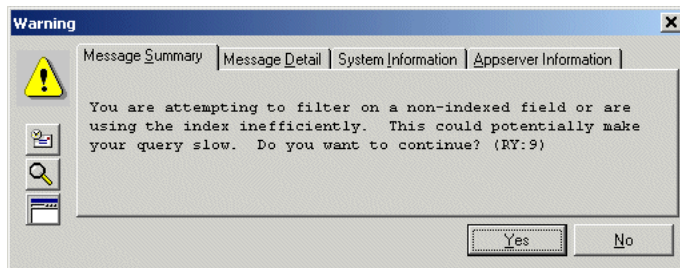 Warning
Message Summary Message Detail System Information Appserver Information
You are attempting to filter on a non-indexed field or are
using the index inefficiently. This could potentially make
your query slow. Do you want to continue? (RY:9)
Yes No